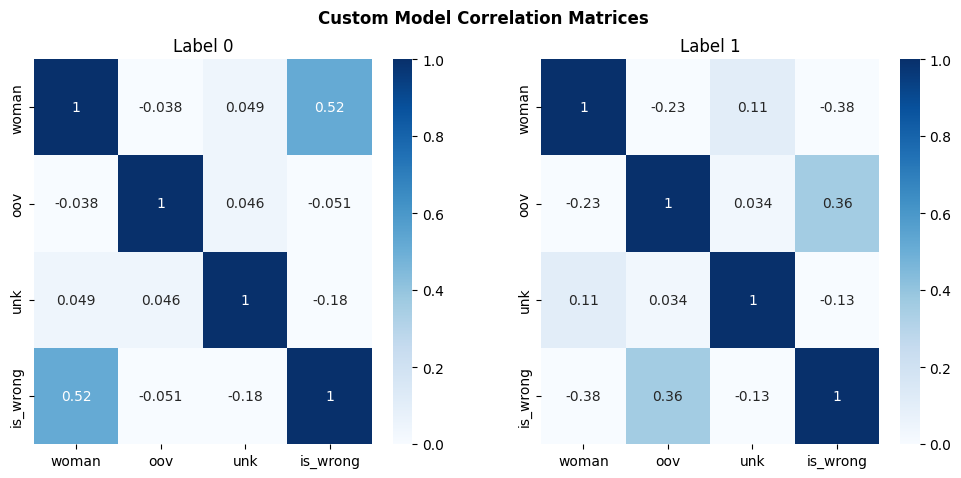 Custom Model Correlation Matrices
Label 0
Label 1
woman
1
-0.038
0.049
0.52
oov
-0.038
1
0.046
-0.051
unk
0.049
0.046
1
-0.18
is_wrong
0.52
-0.051
-0.18
1
woman
oov
unk
is_wrong
1.0
0.8
0.6
0.4
0.2
0.0
woman
1
-0.23
0.11
-0.38
oov
-0.23
1
0.034
0.36
unk
0.11
0.034
1
-0.13
is_wrong
-0.38
0.36
-0.13
1
woman
oov
unk
is_wrong
1.0
0.8
0.6
0.4
0.2
0.0